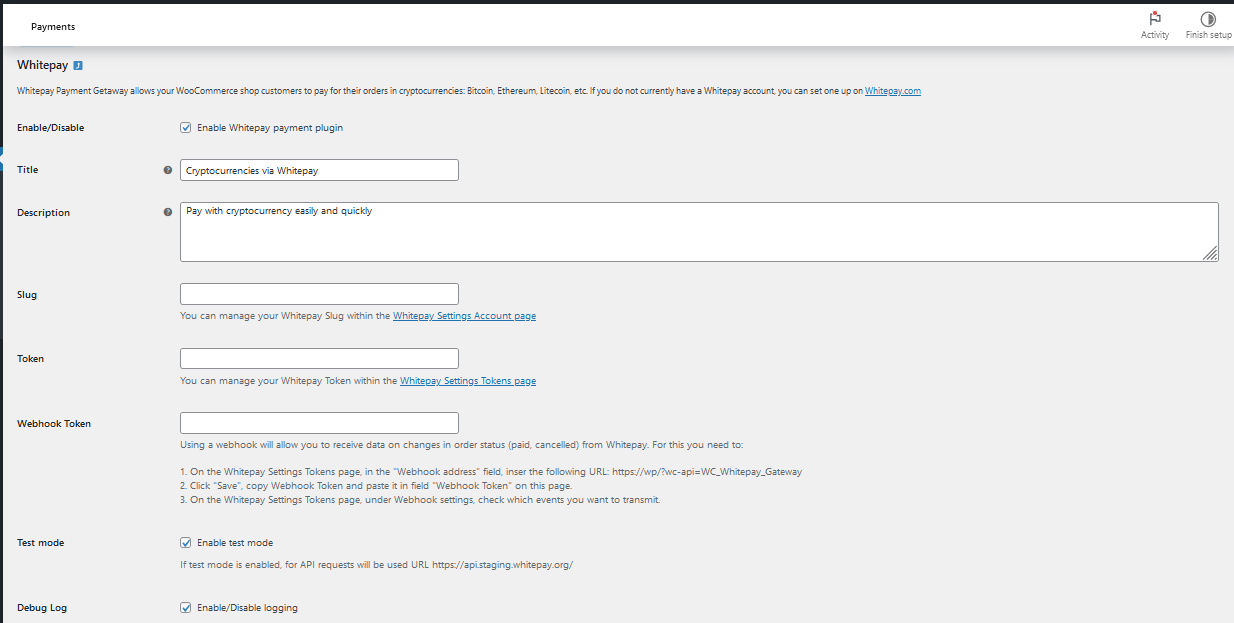 Payments
Activity
Finish setup
Whitepay
Whitepay Payment Getaway allows your WooCommerce shop customers to pay for their orders in cryptocurrencies: Bitcoin, Ethereum, Litecoin, etc. If you do not currently have a Whitepay account, you can set one up on Whitepay.com
Enable/Disable
Enable Whitepay payment plugin
Title
Cryptocurrencies via Whitepay
Description
Pay with cryptocurrency easily and quickly
Slug
You can manage your Whitepay Slug within the Whitepay Settings Account page
Token
You can manage your Whitepay Token within the Whitepay Settings Tokens page
Webhook Token
Using a webhook will allow you to receive data on changes in order status (paid, cancelled) from Whitepay. For this you need to:
1. On the Whitepay Settings Tokens page, in the "Webhook address" field, inser the following URL: https://wp/?wc-api=WC_Whitepay_Gateway
2. Click "Save", copy Webhook Token and paste it in field "Webhook Token" on this page.
3. On the Whitepay Settings Tokens page, under Webhook settings, check which events you want to transmit.
Test mode
Enable test mode
If test mode is enabled, for API requests will be used URL https://api.staging.whitepay.org/
Debug Log
Enable/Disable logging